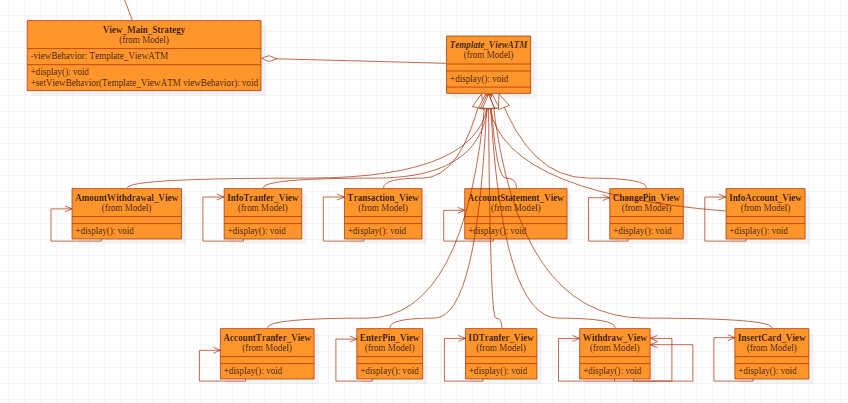 View_Main_Strategy
(from Model)
-viewBehavior: Template_ViewATM
+display(): void
+setViewBehavior(Template_ViewATM viewBehavior): void
Template_ViewATM
(from Model)
+display(): void
AmountWithdrawal_View
(from Model)
+display(): void
InfoTranfer_View
(from Model)
+display(): void
Transaction_View
(from Model)
+display(): void
AccountStatement_View
(from Model)
+display(): void
ChangePin_View
(from Model)
+display(): void
InfoAccount_View
(from Model)
+display(): void
AccountTranfer_View
(from Model)
+display(): void
EnterPin_View
(from Model)
+display(): void
IDTranfer_View
(from Model)
+display(): void
Withdraw_View
(from Model)
+display(): void
InsertCard_View
(from Model)
+display(): void